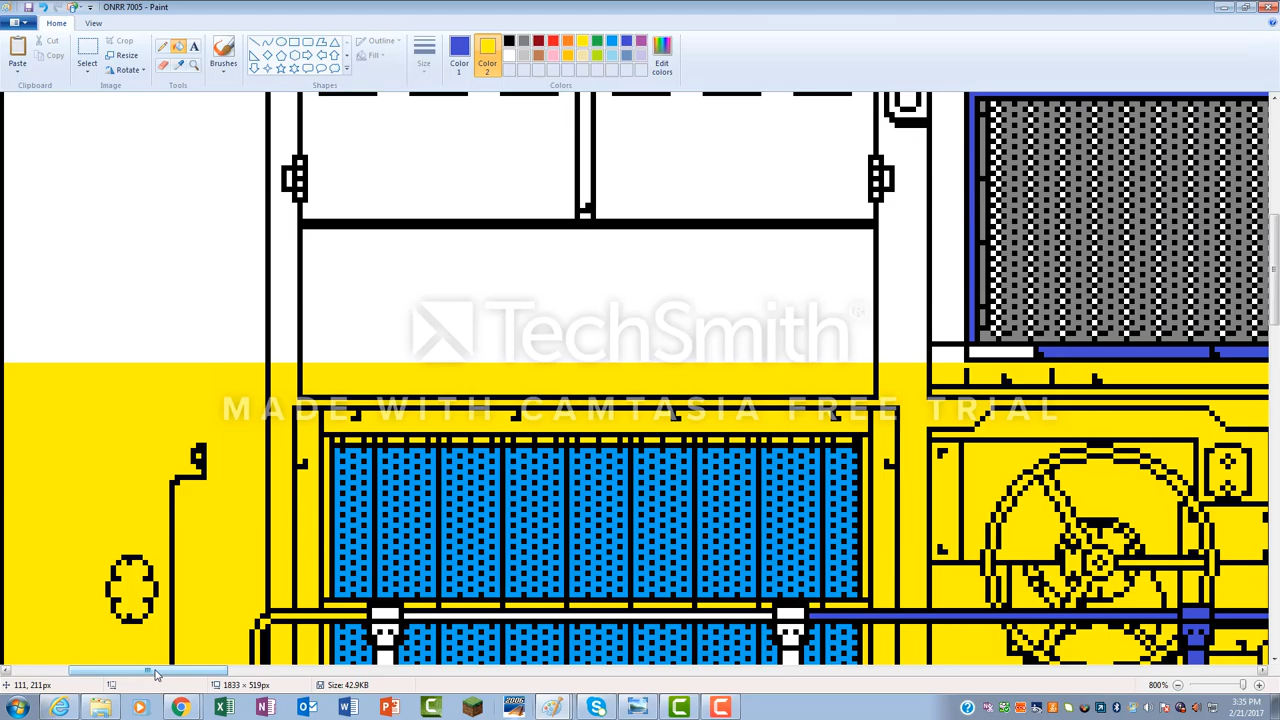 ONRR 7005 - Paint
Home View
Paste
Cut
Copy
Clipboard
Select
Crop
Resize
Rotate
Image
A
Tools
Brushes
Outline
Fill
Shapes
Size
Color 1
Color 2
Colors
Edit colors
TechSmith®
MADE WITH CAMTASIA FREE TRIAL
111, 211px
1833 × 519px
Size: 42.9KB
800%
2006
3:35 PM
2/21/2017